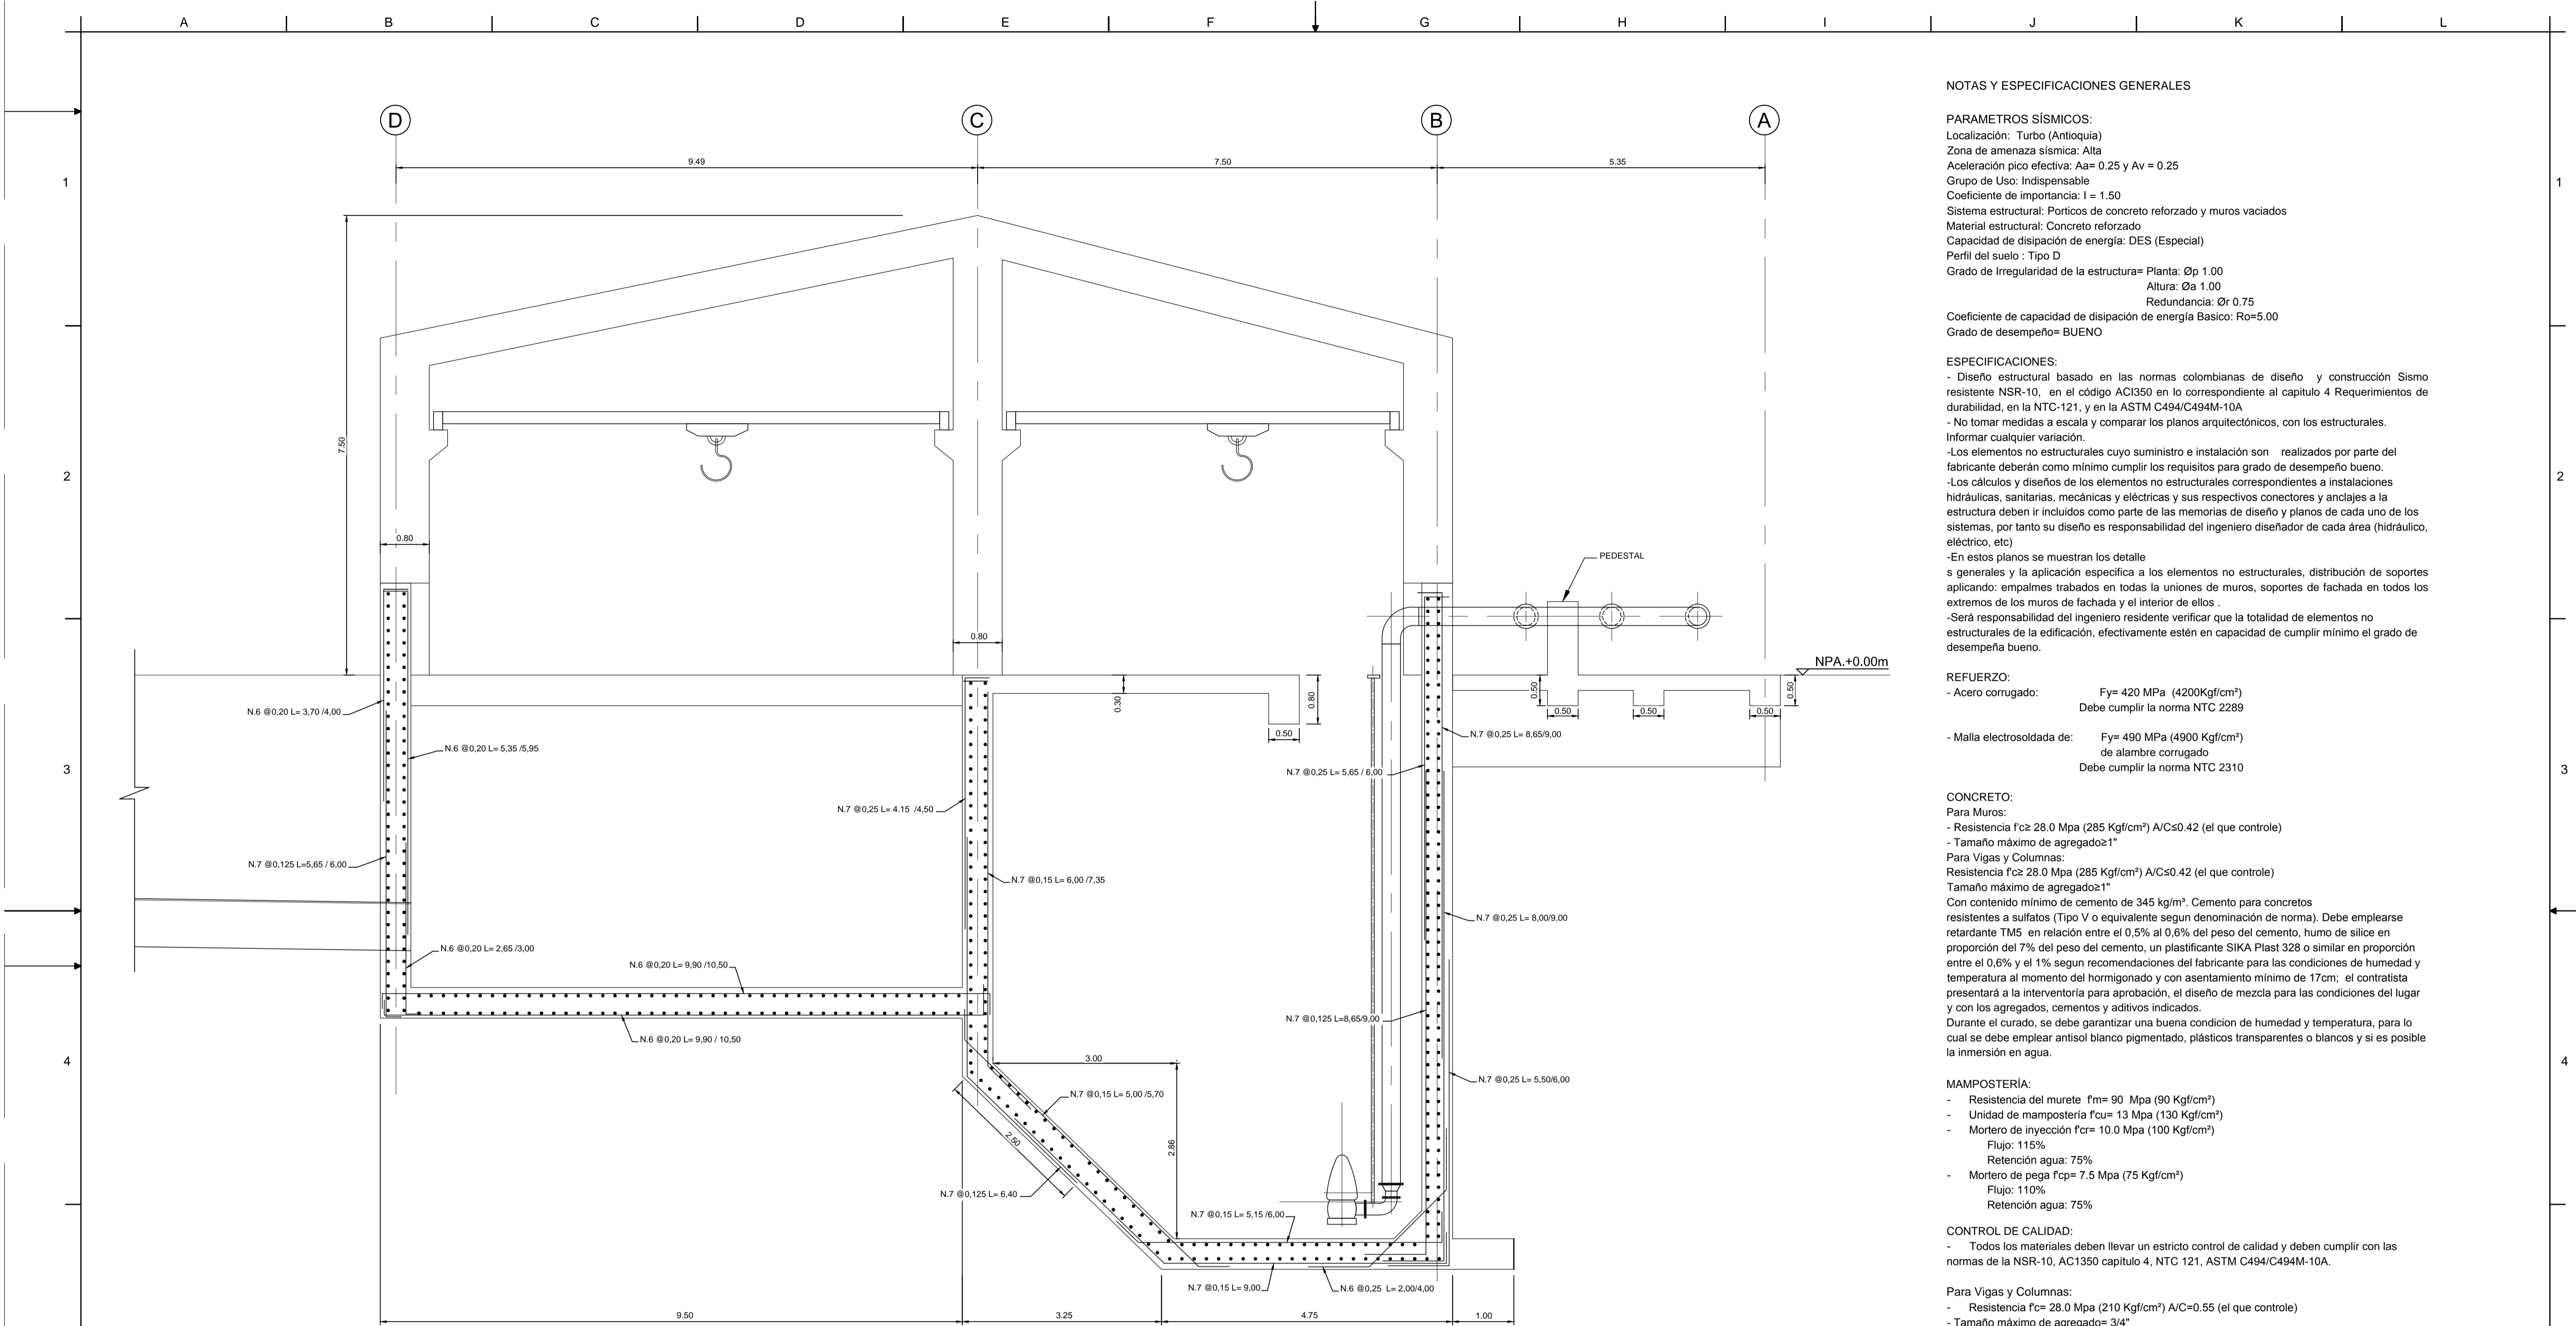 A B C D E F G H I J K L
D C B A
9.49 7.50 5.35
1
7.50
2
0.80
0.80
PEDESTAL
NPA.+0.00m
0.30
0.80
0.50
0.50
0.50
0.50
0.50
0.50
N.6 @0,20 L= 3,70 /4,00
N.6 @0,20 L= 5,35 /5,95
N.7 @0,25 L= 8,65/9,00
3
N.7 @0,25 L= 5,65 / 6,00
N.7 @0,25 L= 4.15 /4,50
N.7 @0,125 L=5,65 / 6,00
N.7 @0,15 L= 6,00 /7,35
N.7 @0,25 L= 8,00/9,00
N.6 @0,20 L= 2,65 /3,00
N.6 @0,20 L= 9,90 /10,50
N.7 @0,125 L=8,65/9,00
N.6 @0,20 L= 9,90 / 10,50
4
3.00
N.7 @0,25 L= 5,50/6,00
N.7 @0,15 L= 5,00 /5,70
2.50
2.86
N.7 @0,125 L= 6,40
N.7 @0,15 L= 5,15 /6,00
N.7 @0,15 L= 9,00
N.6 @0,25 L= 2,00/4,00
9.50 3.25 4.75 1.00
NOTAS Y ESPECIFICACIONES GENERALES
PARAMETROS SÍSMICOS:
Localización: Turbo (Antioquia)
Zona de amenaza sísmica: Alta
Aceleración pico efectiva: Aa= 0.25 y Av = 0.25
Grupo de Uso: Indispensable
Coeficiente de importancia: I = 1.50
Sistema estructural: Porticos de concreto reforzado y muros vaciados
Material estructural: Concreto reforzado
Capacidad de disipación de energía: DES (Especial)
Perfil del suelo : Tipo D
Grado de Irregularidad de la estructura= Planta: Øp 1.00
Altura: Øa 1.00
Redundancia: Ør 0.75
Coeficiente de capacidad de disipación de energía Basico: Ro=5.00
Grado de desempeño= BUENO
ESPECIFICACIONES:
- Diseño estructural basado en las normas colombianas de diseño y construcción Sismo
resistente NSR-10, en el código ACI350 en lo correspondiente al capitulo 4 Requerimientos de
durabilidad, en la NTC-121, y en la ASTM C494/C494M-10A
- No tomar medidas a escala y comparar los planos arquitectónicos, con los estructurales.
Informar cualquier variación.
-Los elementos no estructurales cuyo suministro e instalación son realizados por parte del
fabricante deberán como mínimo cumplir los requisitos para grado de desempeño bueno.
-Los cálculos y diseños de los elementos no estructurales correspondientes a instalaciones
hidráulicas, sanitarias, mecánicas y eléctricas y sus respectivos conectores y anclajes a la
estructura deben ir incluidos como parte de las memorias de diseño y planos de cada uno de los
sistemas, por tanto su diseño es responsabilidad del ingeniero diseñador de cada área (hidráulico,
eléctrico, etc)
-En estos planos se muestran los detalle
s generales y la aplicación especifica a los elementos no estructurales, distribución de soportes
aplicando: empalmes trabados en todas la uniones de muros, soportes de fachada en todos los
extremos de los muros de fachada y el interior de ellos .
-Será responsabilidad del ingeniero residente verificar que la totalidad de elementos no
estructurales de la edificación, efectivamente estén en capacidad de cumplir mínimo el grado de
desempeña bueno.
REFUERZO:
- Acero corrugado: Fy= 420 MPa (4200Kgf/cm²)
Debe cumplir la norma NTC 2289
- Malla electrosoldada de: Fy= 490 MPa (4900 Kgf/cm²)
de alambre corrugado
Debe cumplir la norma NTC 2310
CONCRETO:
Para Muros:
- Resistencia f'c≥ 28.0 Mpa (285 Kgf/cm²) A/C≤0.42 (el que controle)
- Tamaño máximo de agregado≥1"
Para Vigas y Columnas:
Resistencia f'c≥ 28.0 Mpa (285 Kgf/cm²) A/C≤0.42 (el que controle)
Tamaño máximo de agregado≥1"
Con contenido mínimo de cemento de 345 kg/m³. Cemento para concretos
resistentes a sulfatos (Tipo V o equivalente segun denominación de norma). Debe emplearse
retardante TM5 en relación entre el 0,5% al 0,6% del peso del cemento, humo de silice en
proporción del 7% del peso del cemento, un plastificante SIKA Plast 328 o similar en proporción
entre el 0,6% y el 1% segun recomendaciones del fabricante para las condiciones de humedad y
temperatura al momento del hormigonado y con asentamiento mínimo de 17cm; el contratista
presentará a la interventoría para aprobación, el diseño de mezcla para las condiciones del lugar
y con los agregados, cementos y aditivos indicados.
Durante el curado, se debe garantizar una buena condicion de humedad y temperatura, para lo
cual se debe emplear antisol blanco pigmentado, plásticos transparentes o blancos y si es posible
la inmersión en agua.
MAMPOSTERÍA:
- Resistencia del murete f'm= 90 Mpa (90 Kgf/cm²)
- Unidad de mampostería f'cu= 13 Mpa (130 Kgf/cm²)
- Mortero de inyección f'cr= 10.0 Mpa (100 Kgf/cm²)
Flujo: 115%
Retención agua: 75%
- Mortero de pega f'cp= 7.5 Mpa (75 Kgf/cm²)
Flujo: 110%
Retención agua: 75%
CONTROL DE CALIDAD:
- Todos los materiales deben llevar un estricto control de calidad y deben cumplir con las
normas de la NSR-10, AC1350 capítulo 4, NTC 121, ASTM C494/C494M-10A.
Para Vigas y Columnas:
- Resistencia f'c= 28.0 Mpa (210 Kgf/cm²) A/C=0.55 (el que controle)
- Tamaño máximo de agregado= 3/4"
1
2
3
4